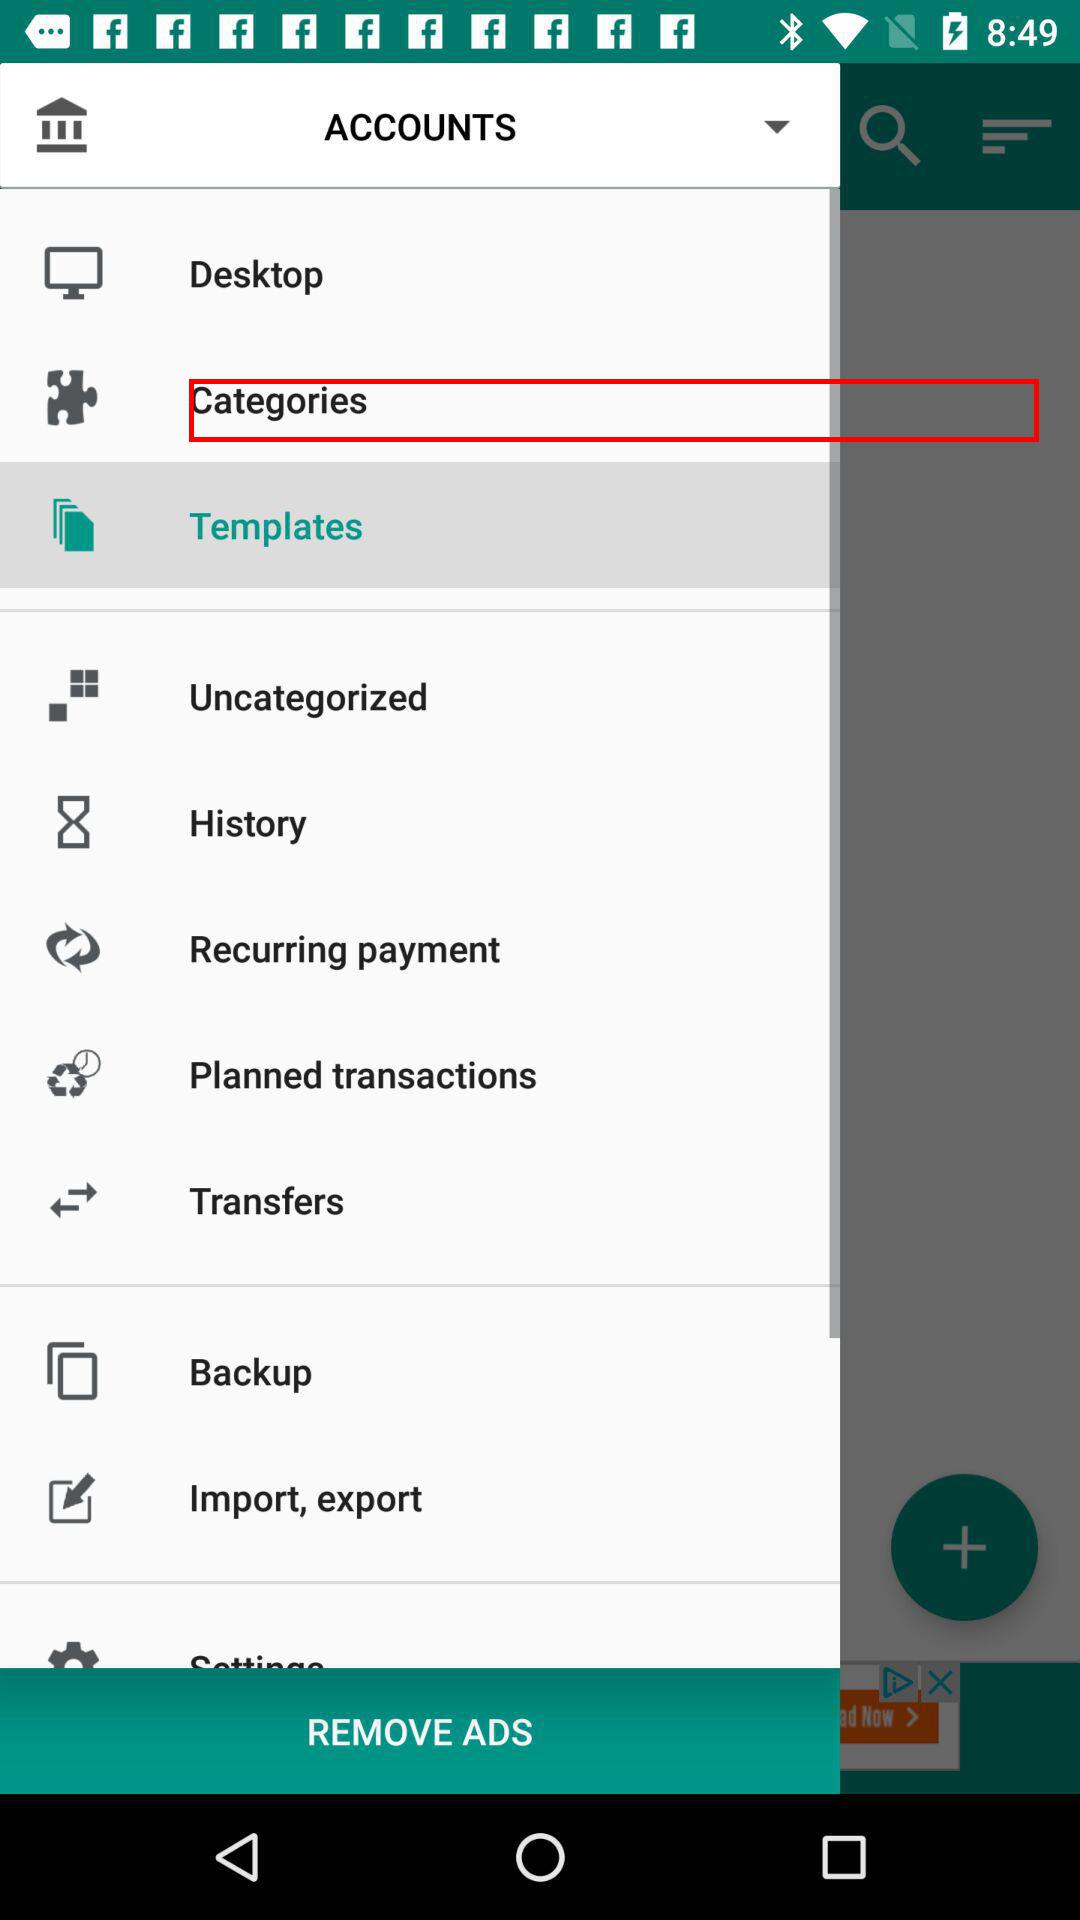 8:49
ACCOUNTS
Desktop
Categories
Templates
Uncategorized
History
Recurring payment
Planned transactions
Transfers
Backup
Import, export
Settings
ad Now
REMOVE ADS